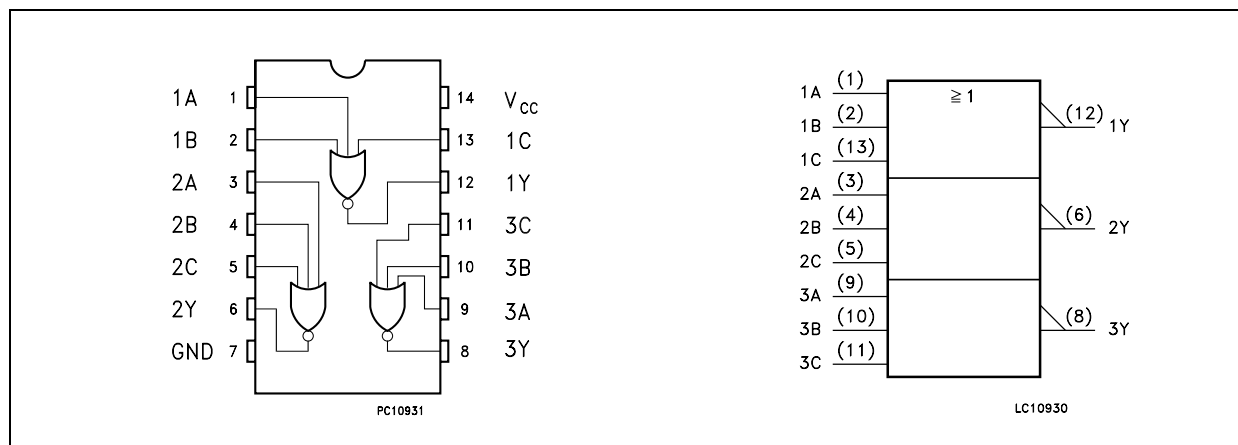 1A 1 14 VCC
1B 2 13 1C
2A 3 12 1Y
2B 4 11 3C
2C 5 10 3B
2Y 6 9 3A
GND 7 8 3Y
PC10931
≧1
1A (1)
1B (2)
1C (13)
2A (3)
2B (4)
2C (5)
3A (9)
3B (10)
3C (11)
(12) 1Y
(6) 2Y
(8) 3Y
LC10930